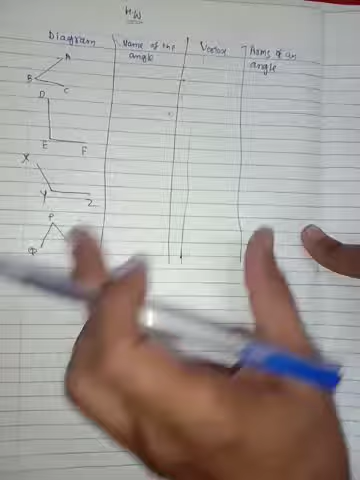 HW
Diagram Name of the angle Vertex Arms of an angle
A
B
C
D
E F
X
Y Z
P
Q